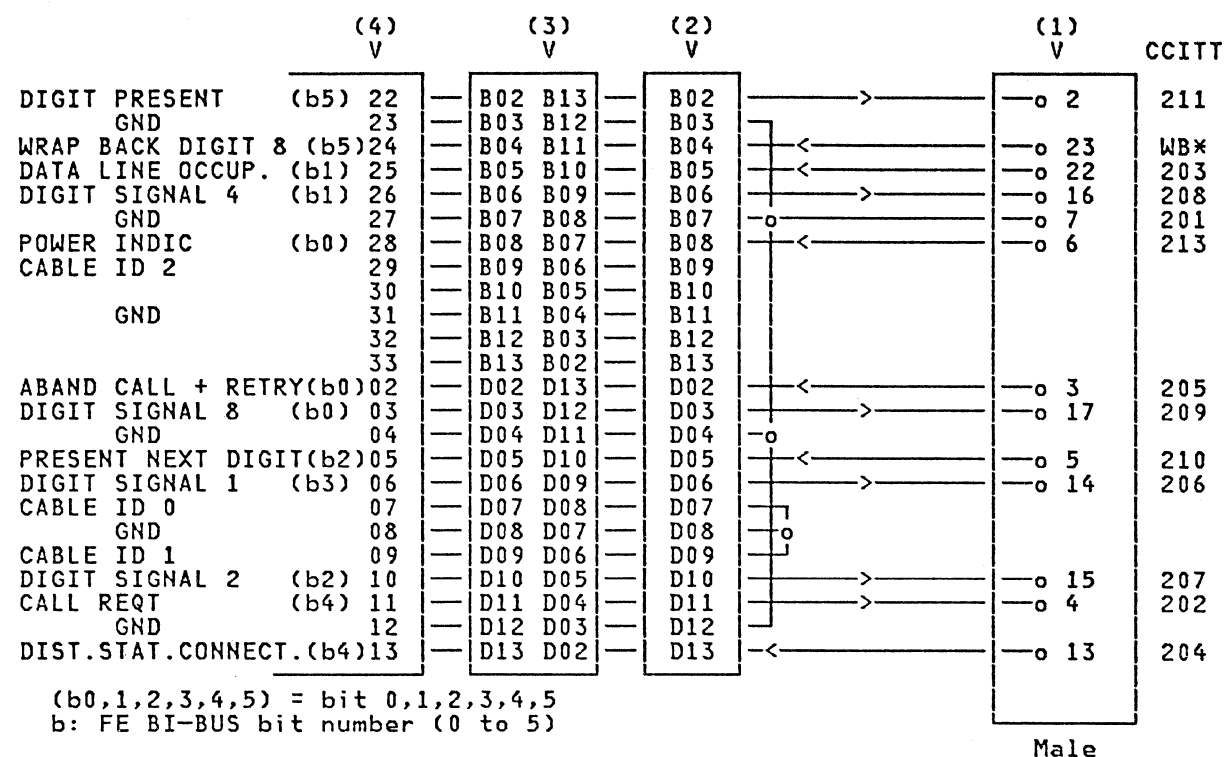 (4) (3) (2) (1)
V V V V CCITT
DIGIT PRESENT (b5) 22 B02 B13 B02 > o 2 211
GND 23 B03 B12 B03
WRAP BACK DIGIT 8 (b5)24 B04 B11 B04 < o 23 WB*
DATA LINE OCCUP. (b1) 25 B05 B10 B05 < o 22 203
DIGIT SIGNAL 4 (b1) 26 B06 B09 B06 > o 16 208
GND 27 B07 B08 B07 o o 7 201
POWER INDIC (b0) 28 B08 B07 B08 < o 6 213
CABLE ID 2 29 B09 B06 B09
30 B10 B05 B10
GND 31 B11 B04 B11
32 B12 B03 B12
33 B13 B02 B13
ABAND CALL + RETRY(b0)02 D02 D13 D02 < o 3 205
DIGIT SIGNAL 8 (b0) 03 D03 D12 D03 > o 17 209
GND 04 D04 D11 D04 o
PRESENT NEXT DIGIT(b2)05 D05 D10 D05 < o 5 210
DIGIT SIGNAL 1 (b3) 06 D06 D09 D06 > o 14 206
CABLE ID 0 07 D07 D08 D07
GND 08 D08 D07 D08 o
CABLE ID 1 09 D09 D06 D09
DIGIT SIGNAL 2 (b2) 10 D10 D05 D10 > o 15 207
CALL REQT (b4) 11 D11 D04 D11 > o 4 202
GND 12 D12 D03 D12
DIST.STAT.CONNECT.(b4)13 D13 D02 D13 < o 13 204
(b0,1,2,3,4,5) = bit 0,1,2,3,4,5
b: FE BI-BUS bit number (0 to 5)
Male